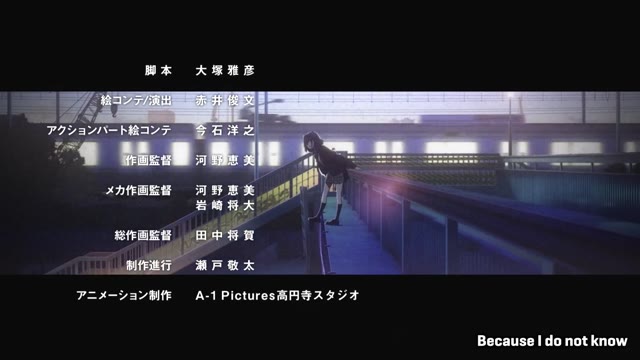 脚本 大塚雅彦
絵コンテ/演出 赤井俊文
アクションパート絵コンテ 今石洋之
作画監督 河野恵美
メカ作画監督 河野恵美
岩崎将大
総作画監督 田中将賀
制作進行 瀬戸敬太
アニメーション制作 A-1 Pictures高円寺スタジオ
Because I do not know